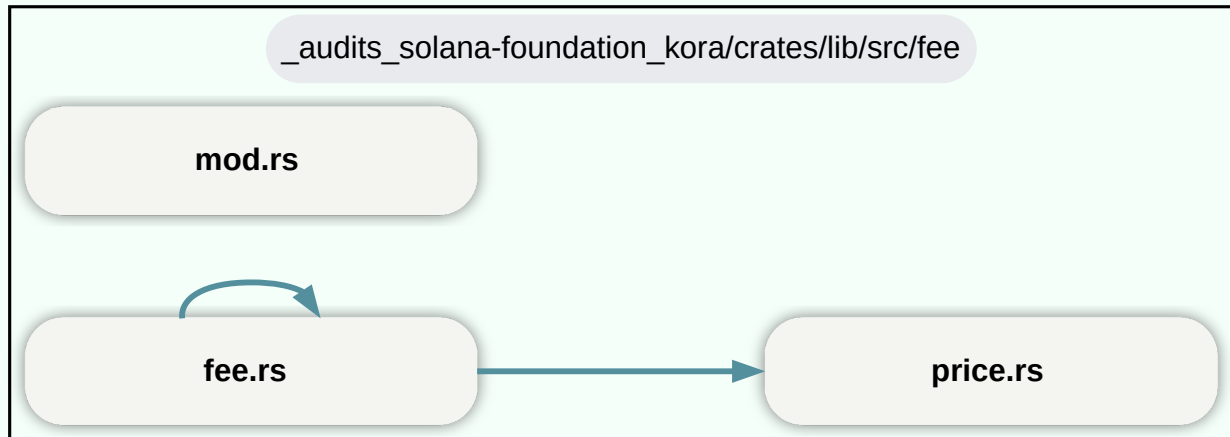 _audits_solana-foundation_kora/crates/lib/src/fee
mod.rs
fee.rs
price.rs